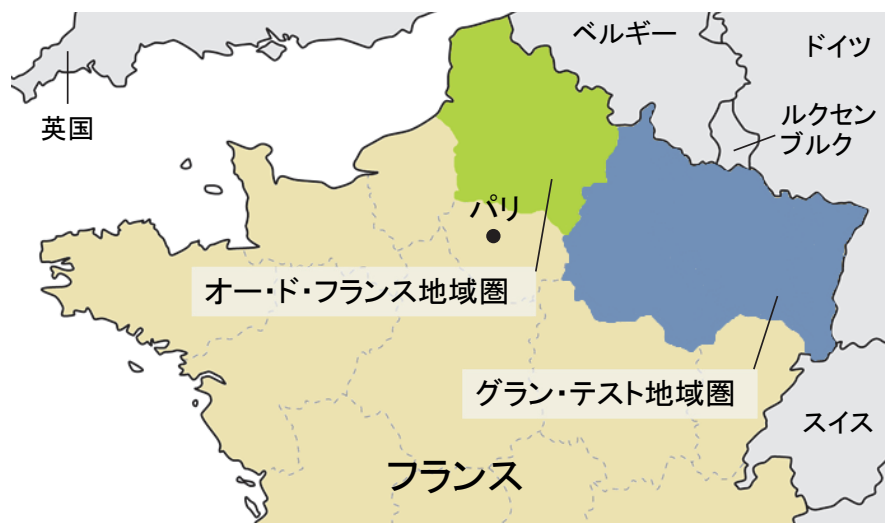 ベルギー
ドイツ
英国
ルクセン
ブルク
パリ
オー・ド・フランス地域圏
グラン・テスト地域圏
スイス
フランス